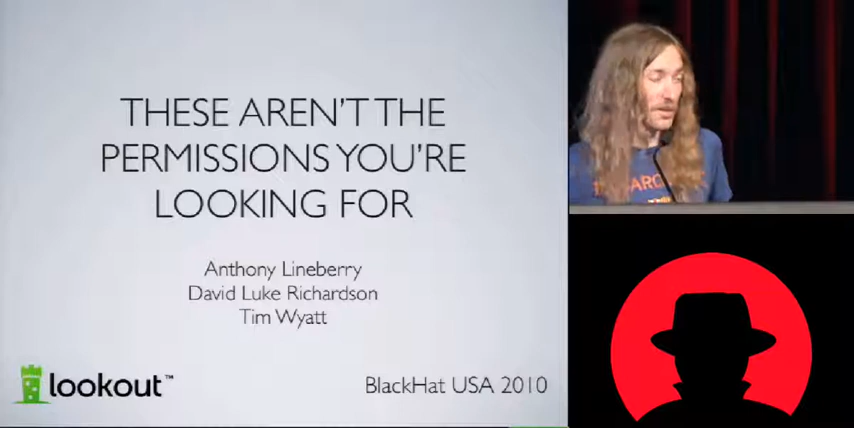 THESE AREN'T THE
PERMISSIONS YOU'RE
LOOKING FOR
Anthony Lineberry
David Luke Richardson
Tim Wyatt
lookout™
BlackHat USA 2010